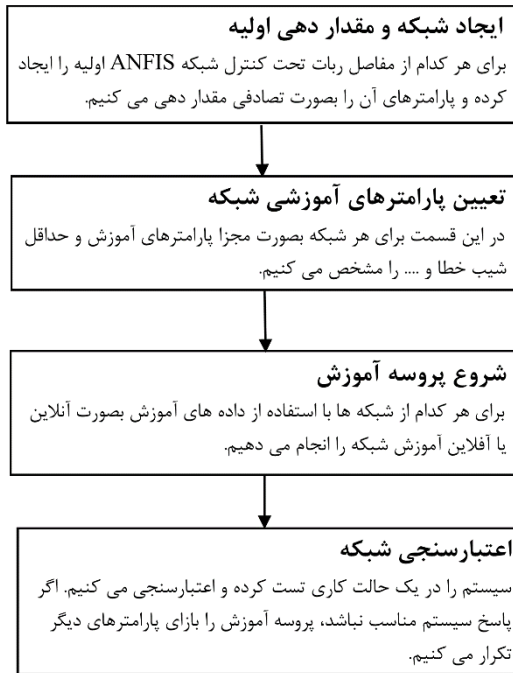 ایجاد شبکه و مقدار دهی اولیه
برای هر کدام از مفاصل ربات تحت کنترل شبکه ANFIS اولیه را ایجاد
کرده و پارامترهای آن را بصورت تصادفی مقدار دهی می کنیم.
تعیین پارامترهای آموزشی شبکه
در این قسمت برای هر شبکه بصورت مجزا پارامترهای آموزش و حداقل
شیب خطا و .... را مشخص می کنیم.
شروع پروسه آموزش
برای هر کدام از شبکه ها با استفاده از داده های آموزش بصورت آنلاین
یا آفلاین آموزش شبکه را انجام می دهیم.
اعتبارسنجی شبکه
سیستم را در یک حالت کاری تست کرده و اعتبارسنجی می کنیم. اگر
پاسخ سیستم مناسب نباشد، پروسه آموزش را بازای پارامترهای دیگر
تکرار می کنیم.